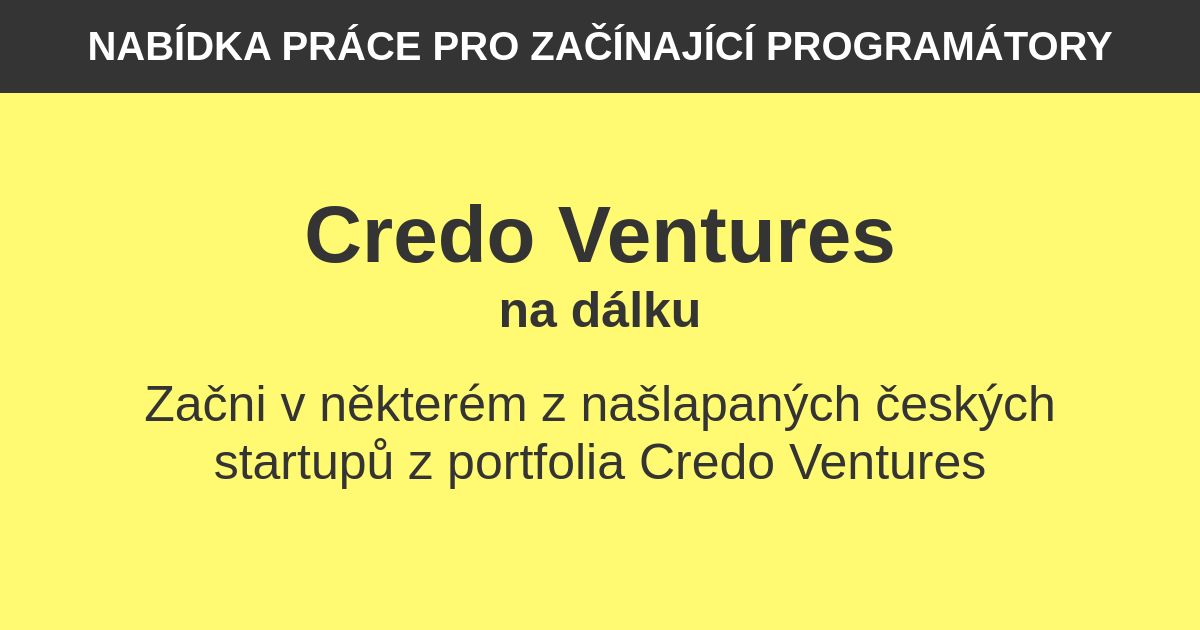 NABÍDKA PRÁCE PRO ZAČÍNAJÍCÍ PROGRAMÁTORY
Credo Ventures
na dálku
Začni v některém z našlapaných českých
startupů z portfolia Credo Ventures